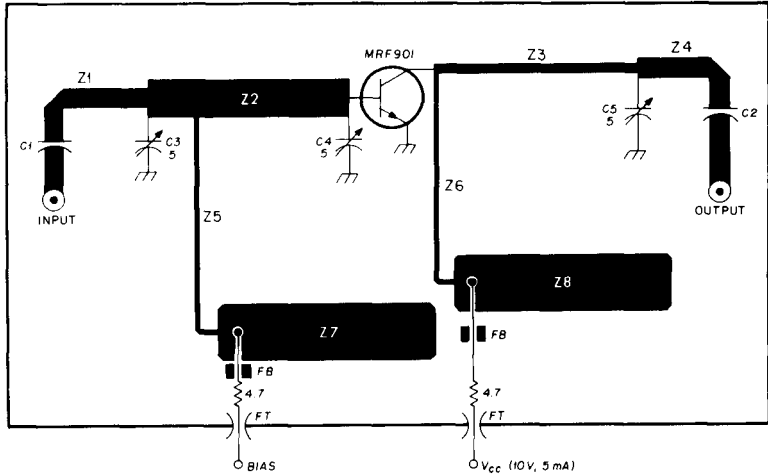 MRF901
Z1
Z3
Z4
Z2
C1
C3
5
C4
5
C5
5
C2
INPUT
Z5
Z6
OUTPUT
Z8
Z7
FB
FB
4.7
4.7
FT
FT
BIAS
Vcc (10V, 5mA)